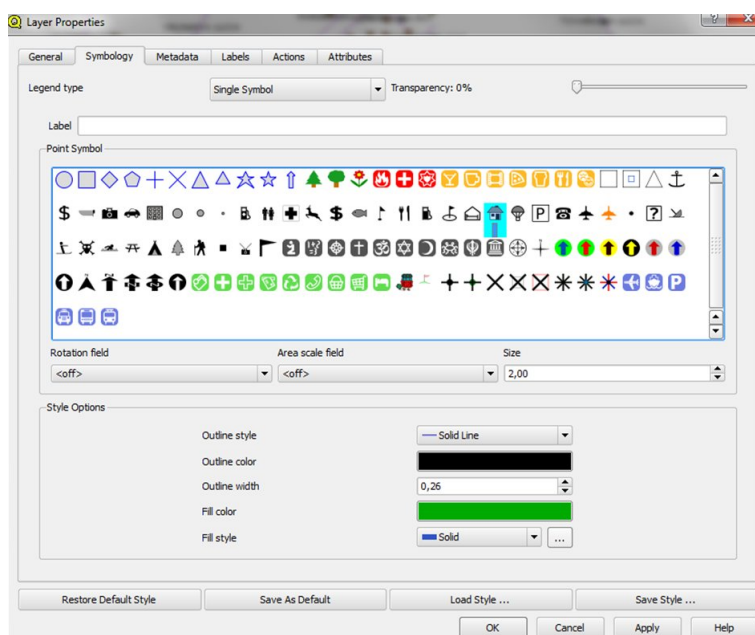 Layer Properties
General Symbology Metadata Labels Actions Attributes
Legend type Single Symbol Transparency: 0%
Label
Point Symbol
Rotation field Area scale field Size
<off> <off> 2,00
Style Options
Outline style Solid Line
Outline color
Outline width 0,26
Fill color
Fill style Solid ...
Restore Default Style Save As Default Load Style ... Save Style ...
OK Cancel Apply Help